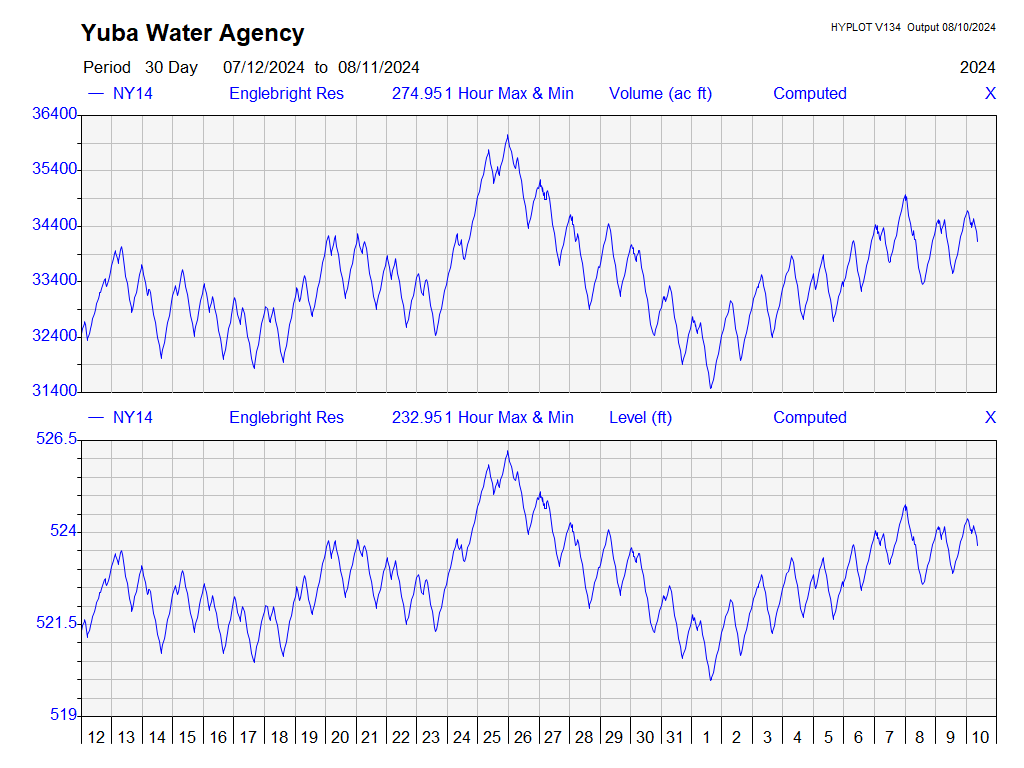 Yuba Water Agency
HYPLOT V134 Output 08/10/2024
Period 30 Day 07/12/2024 to 08/11/2024 2024
NY14 Englebright Res 274.951 Hour Max & Min Volume (ac ft) Computed X
36400
35400
34400
33400
32400
31400
NY14 Englebright Res 232.951 Hour Max & Min Level (ft) Computed X
526.5
524
521.5
519
12 13 14 15 16 17 18 19 20 21 22 23 24 25 26 27 28 29 30 31 1 2 3 4 5 6 7 8 9 10